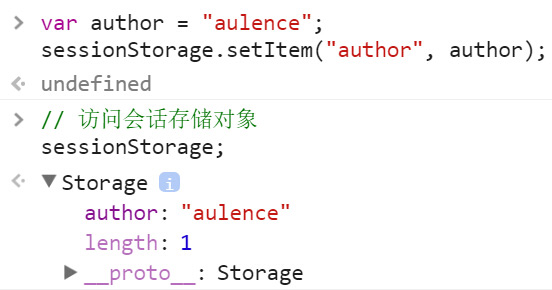 var author = "aulence";
sessionStorage.setItem("author", author);
undefined
// 访问会话存储对象
sessionStorage;
Storage i
author: "aulence"
length: 1
__proto__: Storage